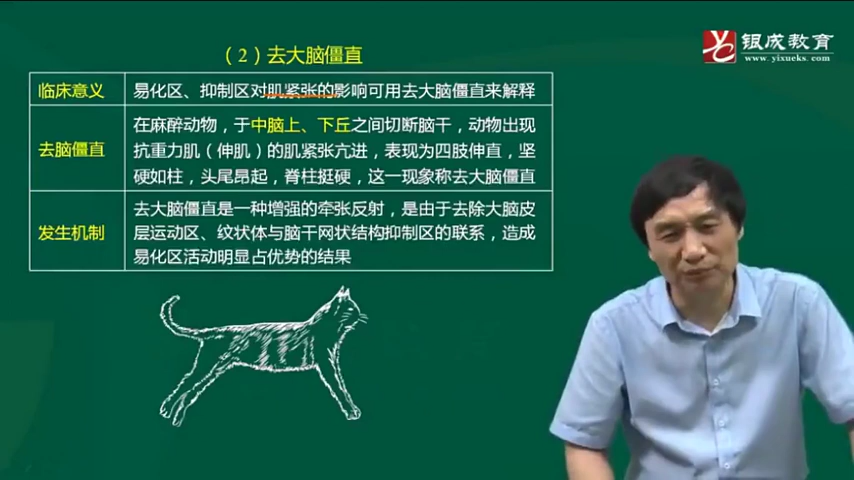 （2）去大脑僵直
银成教育
www.yixueks.com
临床意义
易化区、抑制区对肌紧张的影响可用去大脑僵直来解释
去脑僵直
在麻醉动物，于中脑上、下丘之间切断脑干，动物出现
抗重力肌（伸肌）的肌紧张亢进，表现为四肢伸直，坚
硬如柱，头尾昂起，脊柱挺硬，这一现象称去大脑僵直
发生机制
去大脑僵直是一种增强的牵张反射，是由于去除大脑皮
层运动区、纹状体与脑干网状结构抑制区的联系，造成
易化区活动明显占优势的结果